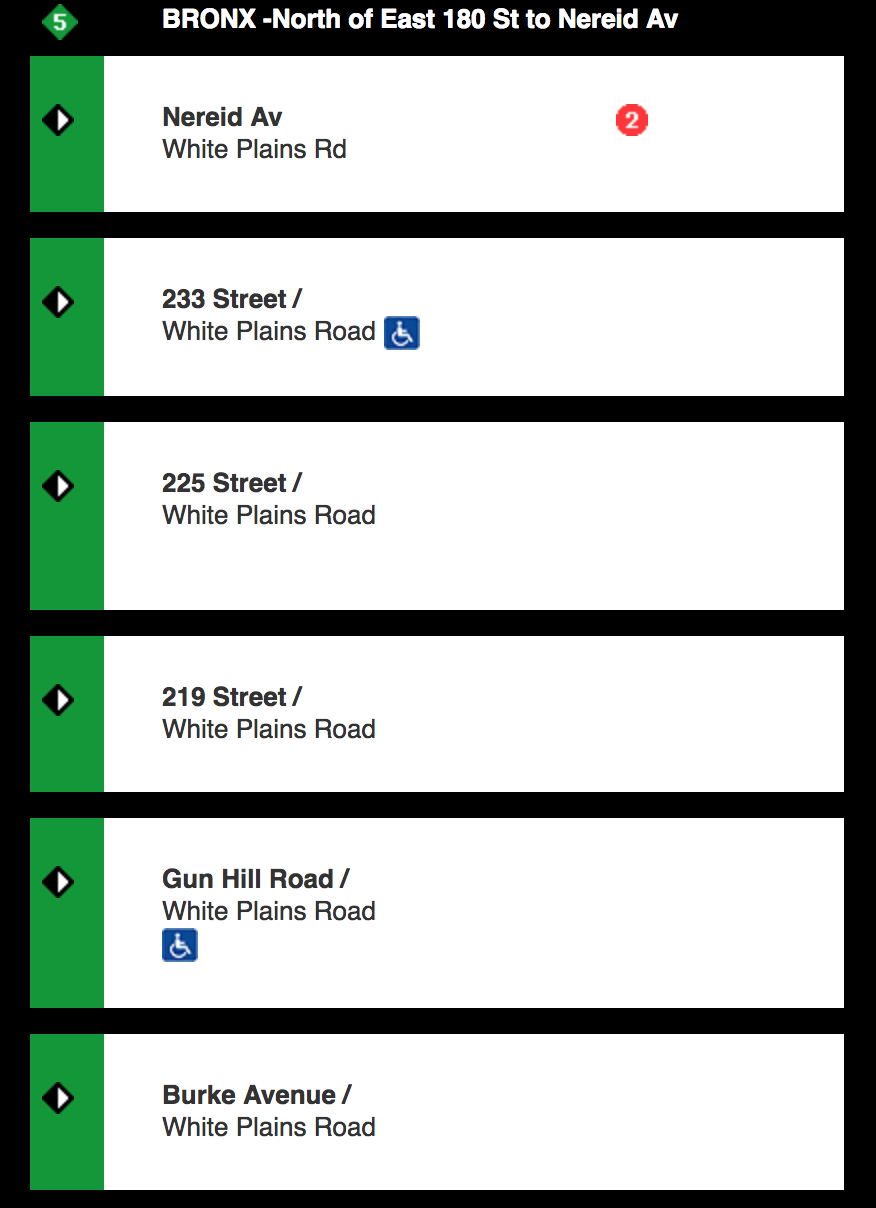 5 BRONX -North of East 180 St to Nereid Av
Nereid Av 2
White Plains Rd
233 Street /
White Plains Road
225 Street /
White Plains Road
219 Street /
White Plains Road
Gun Hill Road /
White Plains Road
Burke Avenue /
White Plains Road